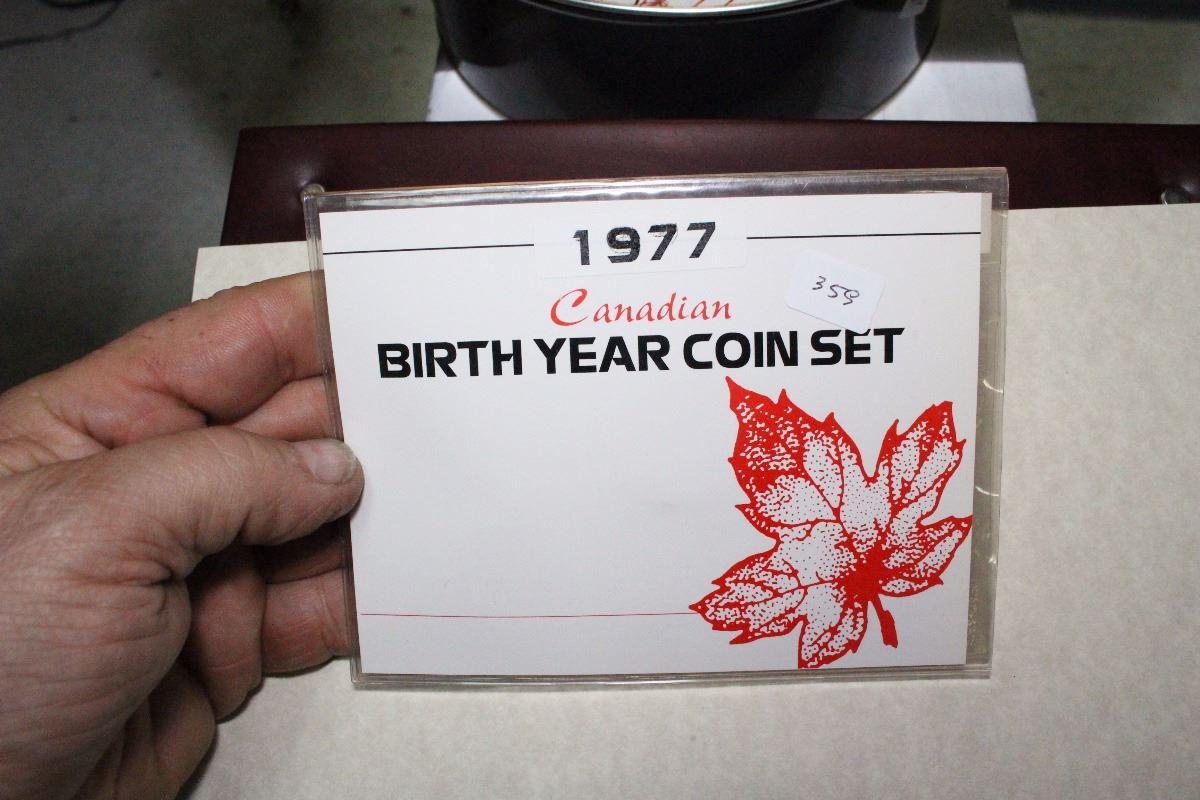 1977
359
Canadian
BIRTH YEAR COIN SET